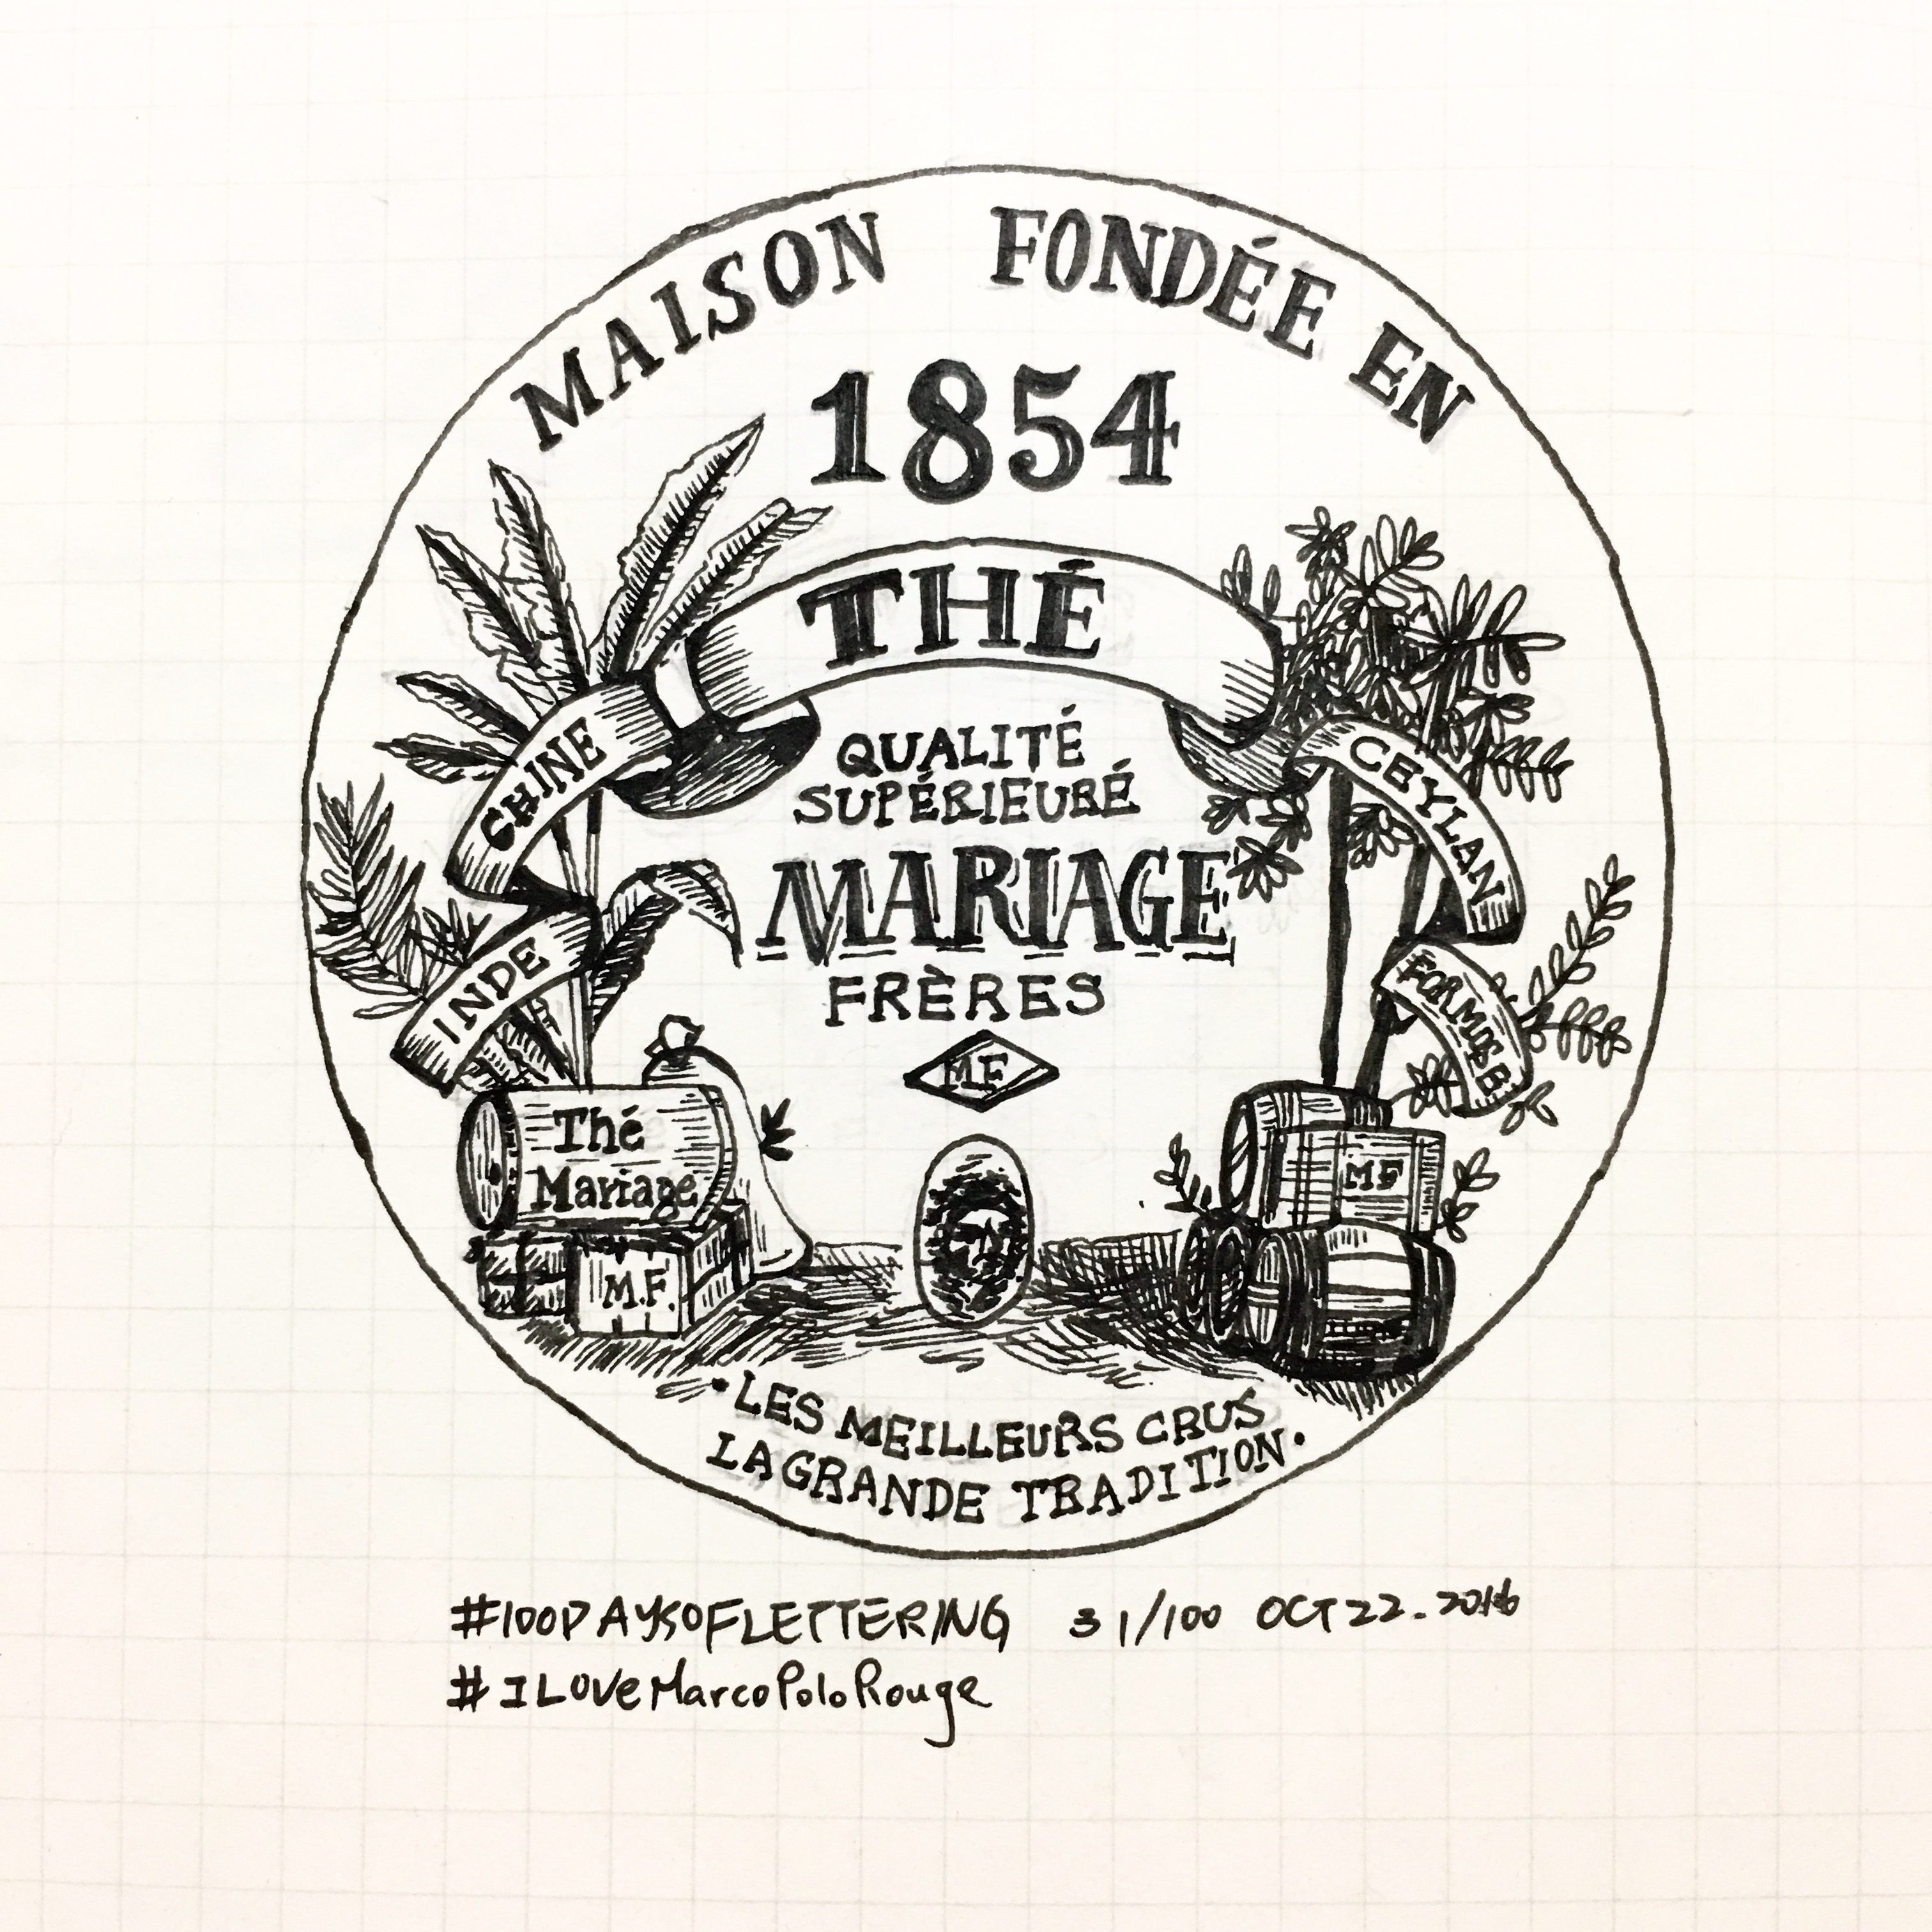 MAISON FONDÉE EN
1854
THÉ
CHINE
CEYLAN
QUALITÉ
SUPÉRIEURÉ
MARIAGE
FRÈRES
INDE
FORMOSE
MF
Thé
Mariage
MF
M.F.
·LES MEILLEURS CRUS
LA GRANDE TRADITION·
#100DAYSOFLETTERING 31/100 OCT 22. 2016
#ILoveMarcoPoloRouge